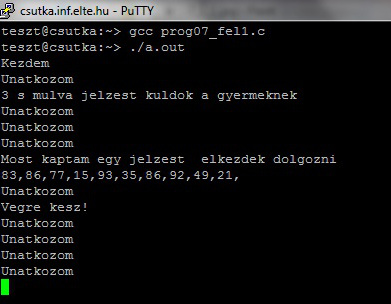 csutka.inf.elte.hu - PuTTY
teszt@csutka:~> gcc prog07_fel1.c
teszt@csutka:~> ./a.out
Kezdem
Unatkozom
3 s mulva jelzest kuldok a gyermeknek
Unatkozom
Unatkozom
Unatkozom
Most kaptam egy jelzest  elkezdek dolgozni
83,86,77,15,93,35,86,92,49,21,
Unatkozom
Vegre kesz!
Unatkozom
Unatkozom
Unatkozom
Unatkozom